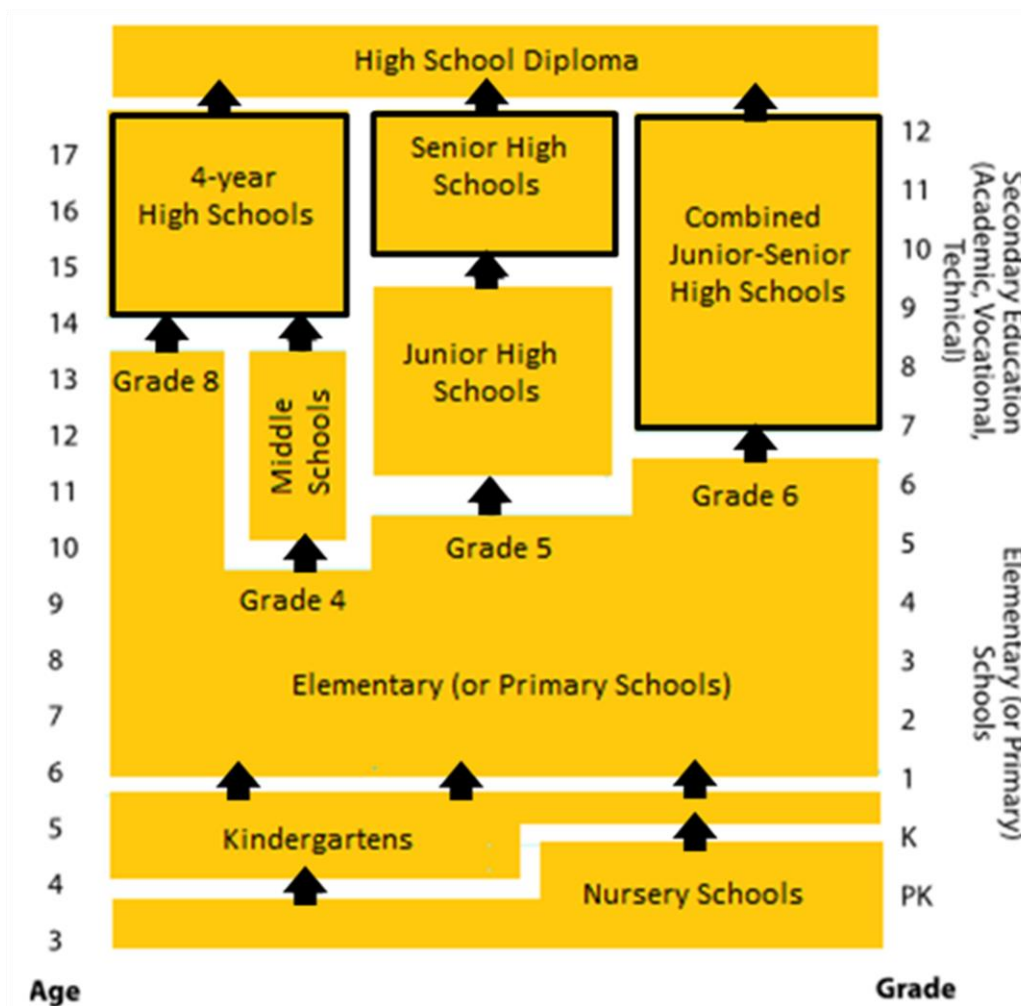 High School Diploma
4-year
High Schools
Senior High
Schools
Combined
Junior-Senior
High Schools
Junior High
Schools
Grade 8
Middle
Schools
Grade 6
Grade 5
Grade 4
Elementary (or Primary Schools)
Kindergartens
Nursery Schools
17
16
15
14
13
12
11
10
9
8
7
6
5
4
3
Age
12
11
10
9
8
7
6
5
4
3
2
1
K
PK
Grade
Secondary Education
(Academic, Vocational,
Technical)
Elementary (or Primary)
Schools